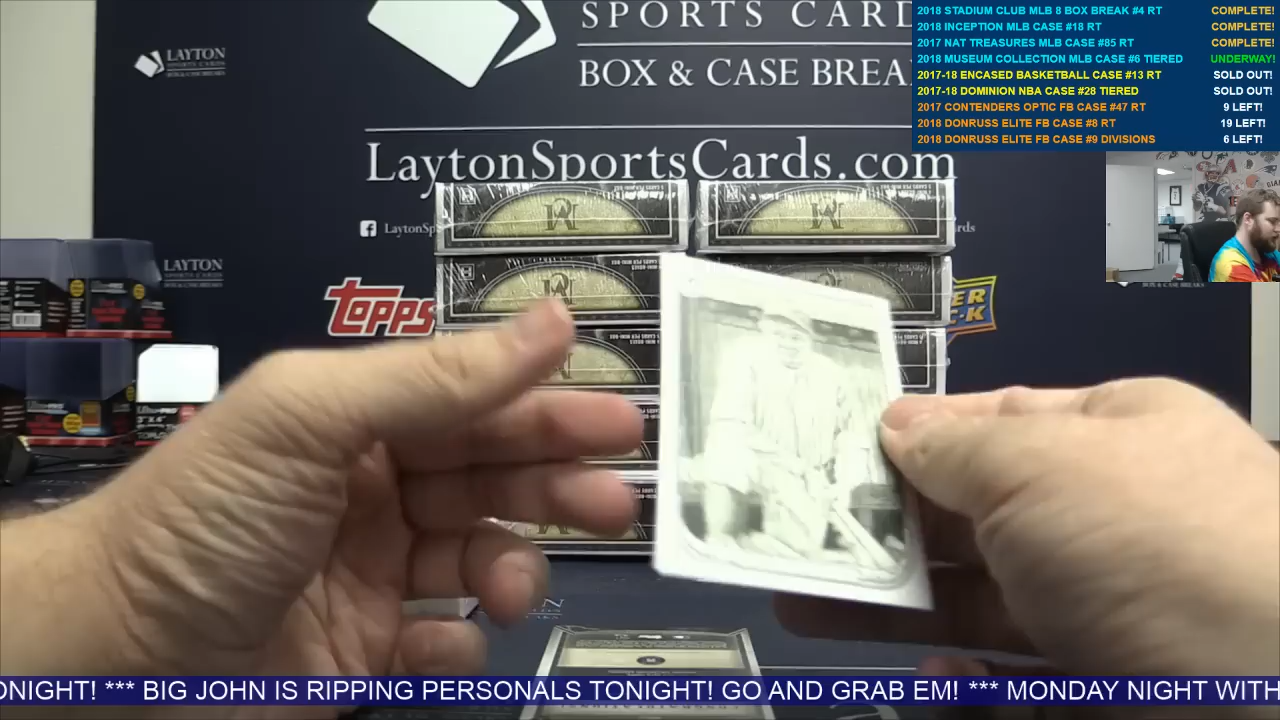 SPORTS CARD
BOX & CASE BREA
LaytonSportsCards.com
LAYTON
SPORTS CARDS
BOX & CASE BREAKS
LaytonSp
Cards
LAYTON
SPORTS CARDS
TOPPS
2018 STADIUM CLUB MLB 8 BOX BREAK #4 RT COMPLETE!
2018 INCEPTION MLB CASE #18 RT COMPLETE!
2017 NAT TREASURES MLB CASE #85 RT COMPLETE!
2018 MUSEUM COLLECTION MLB CASE #6 TIERED UNDERWAY!
2017-18 ENCASED BASKETBALL CASE #13 RT SOLD OUT!
2017-18 DOMINION NBA CASE #28 TIERED SOLD OUT!
2017 CONTENDERS OPTIC FB CASE #47 RT 9 LEFT!
2018 DONRUSS ELITE FB CASE #8 RT 19 LEFT!
2018 DONRUSS ELITE FB CASE #9 DIVISIONS 6 LEFT!
ONIGHT! *** BIG JOHN IS RIPPING PERSONALS TONIGHT! GO AND GRAB EM! *** MONDAY NIGHT WITH